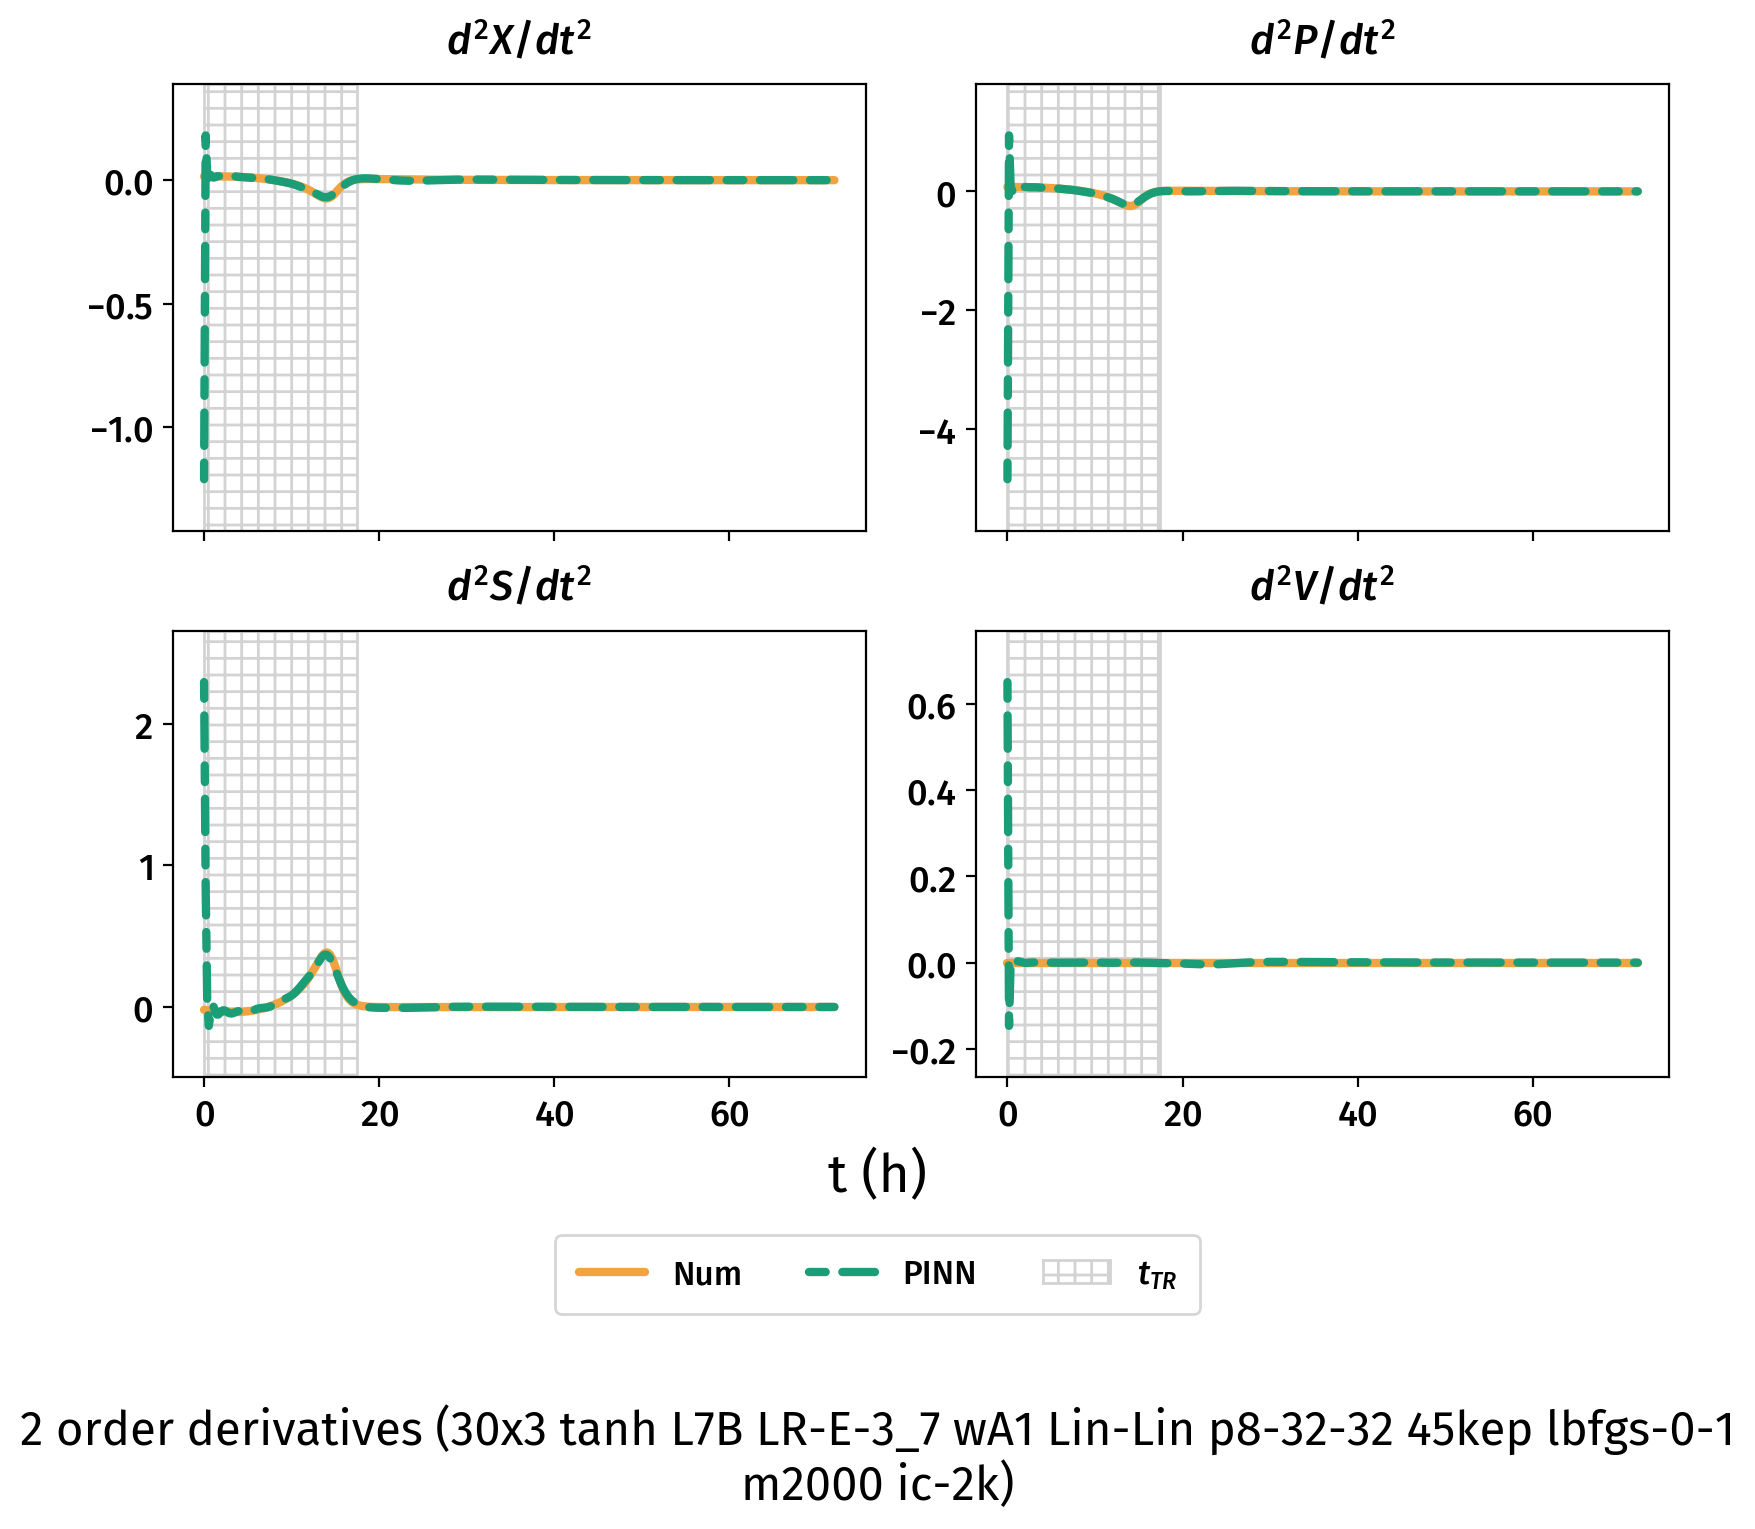 d²X/dt²
d²P/dt²
0.0
−0.5
−1.0
0
−2
−4
d²S/dt²
d²V/dt²
2
1
0
0.6
0.4
0.2
0.0
−0.2
0 20 40 60
0 20 40 60
t (h)
Num PINN t_TR
2 order derivatives (30x3 tanh L7B LR-E-3_7 wA1 Lin-Lin p8-32-32 45kep lbfgs-0-1
m2000 ic-2k)